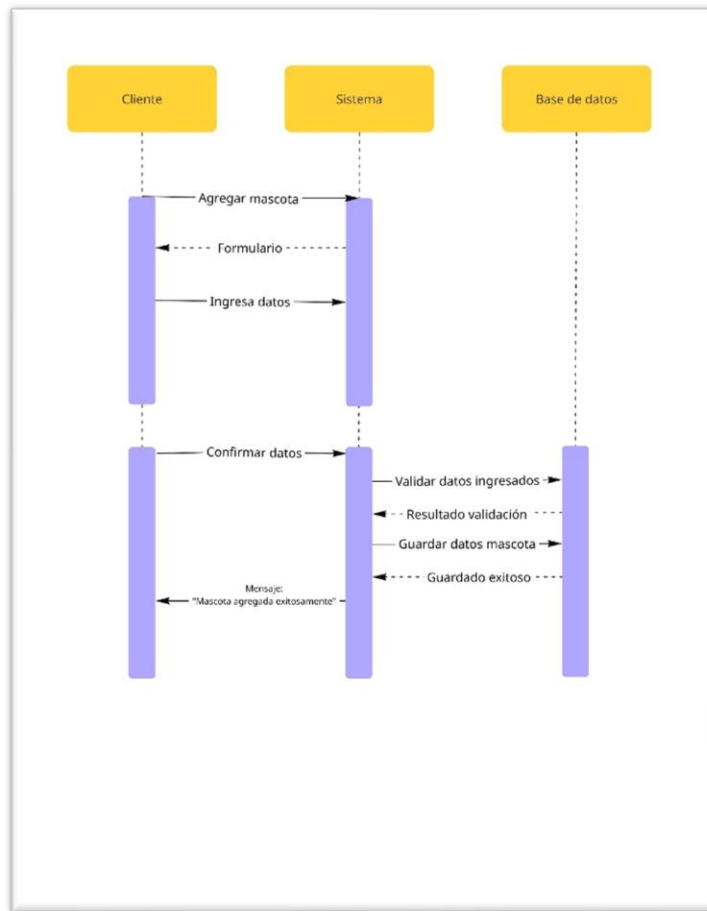 Cliente
Sistema
Base de datos
Agregar mascota
Formulario
Ingresa datos
Confirmar datos
Validar datos ingresados
Resultado validación
Guardar datos mascota
Guardado exitoso
Mensaje:
"Mascota agregada exitosamente"